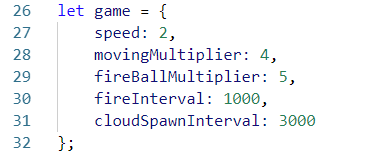 26 let game = {
27     speed: 2,
28     movingMultiplier: 4,
29     fireBallMultiplier: 5,
30     fireInterval: 1000,
31     cloudSpawnInterval: 3000
32 };